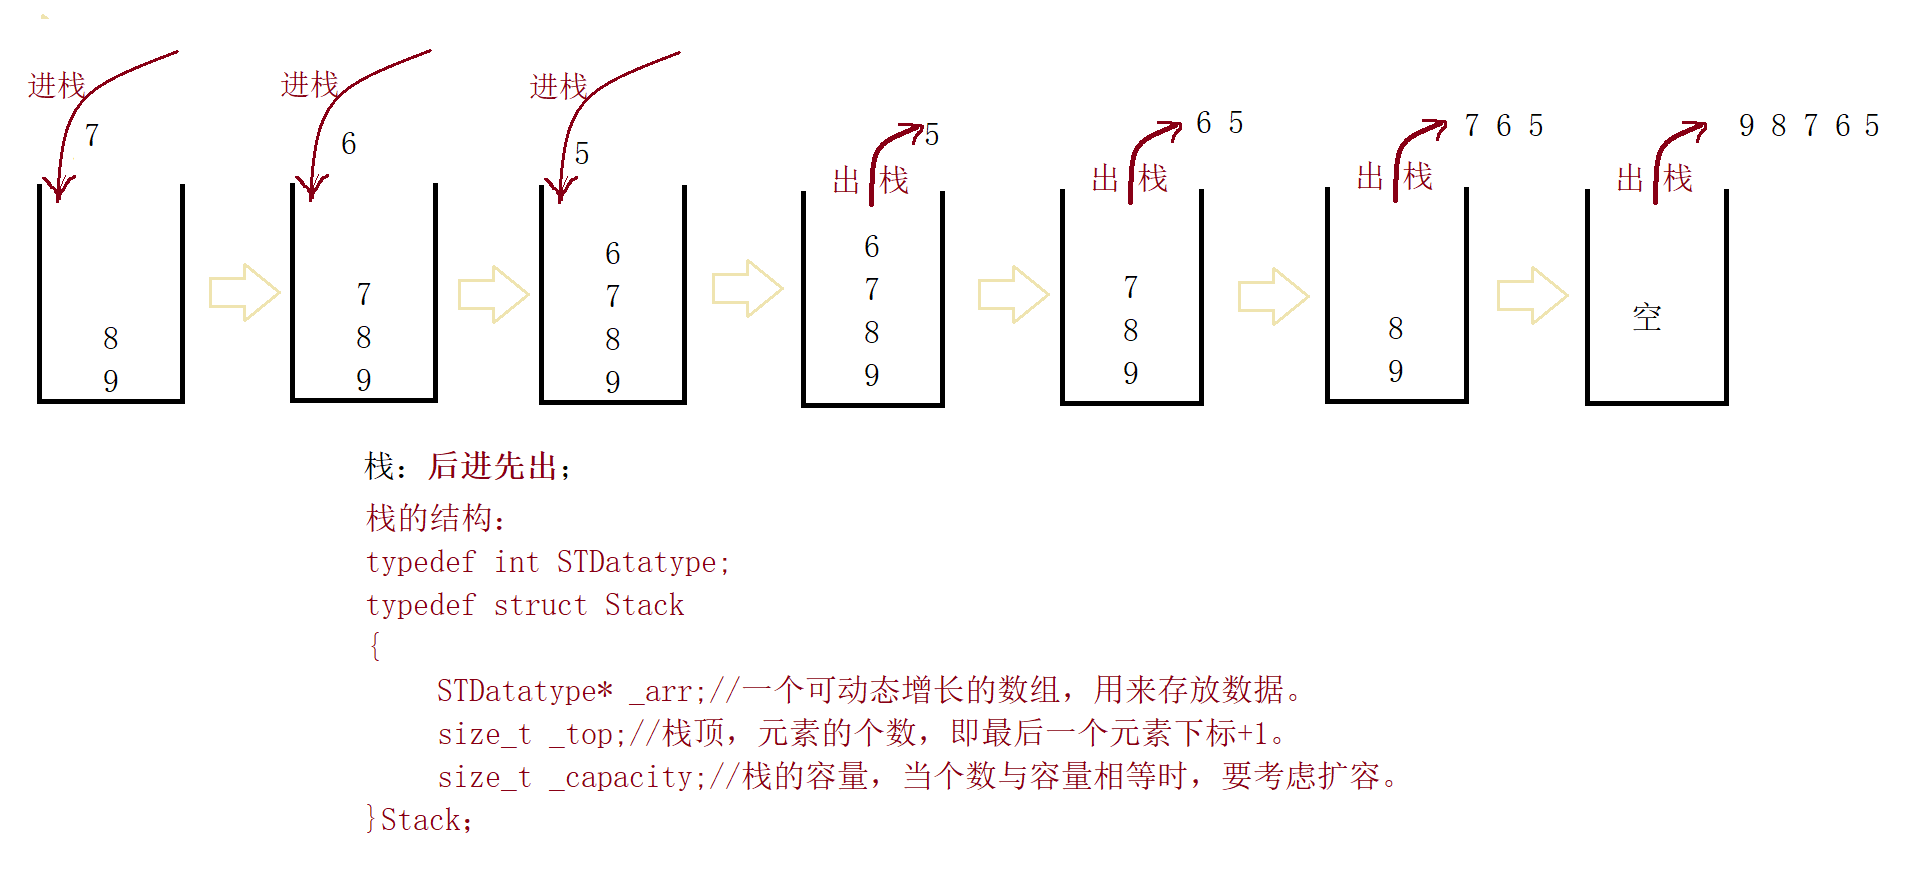 进栈
7
8
9
进栈
6
7
8
9
进栈
5
6
7
8
9
出 栈
5
6
7
8
9
出 栈
6 5
7
8
9
出 栈
7 6 5
8
9
出 栈
9 8 7 6 5
空
栈：后进先出；
栈的结构：
typedef int STDatatype;
typedef struct Stack
{
STDatatype* _arr;//一个可动态增长的数组，用来存放数据。
size_t _top;//栈顶，元素的个数，即最后一个元素下标+1。
size_t _capacity;//栈的容量，当个数与容量相等时，要考虑扩容。
}Stack；